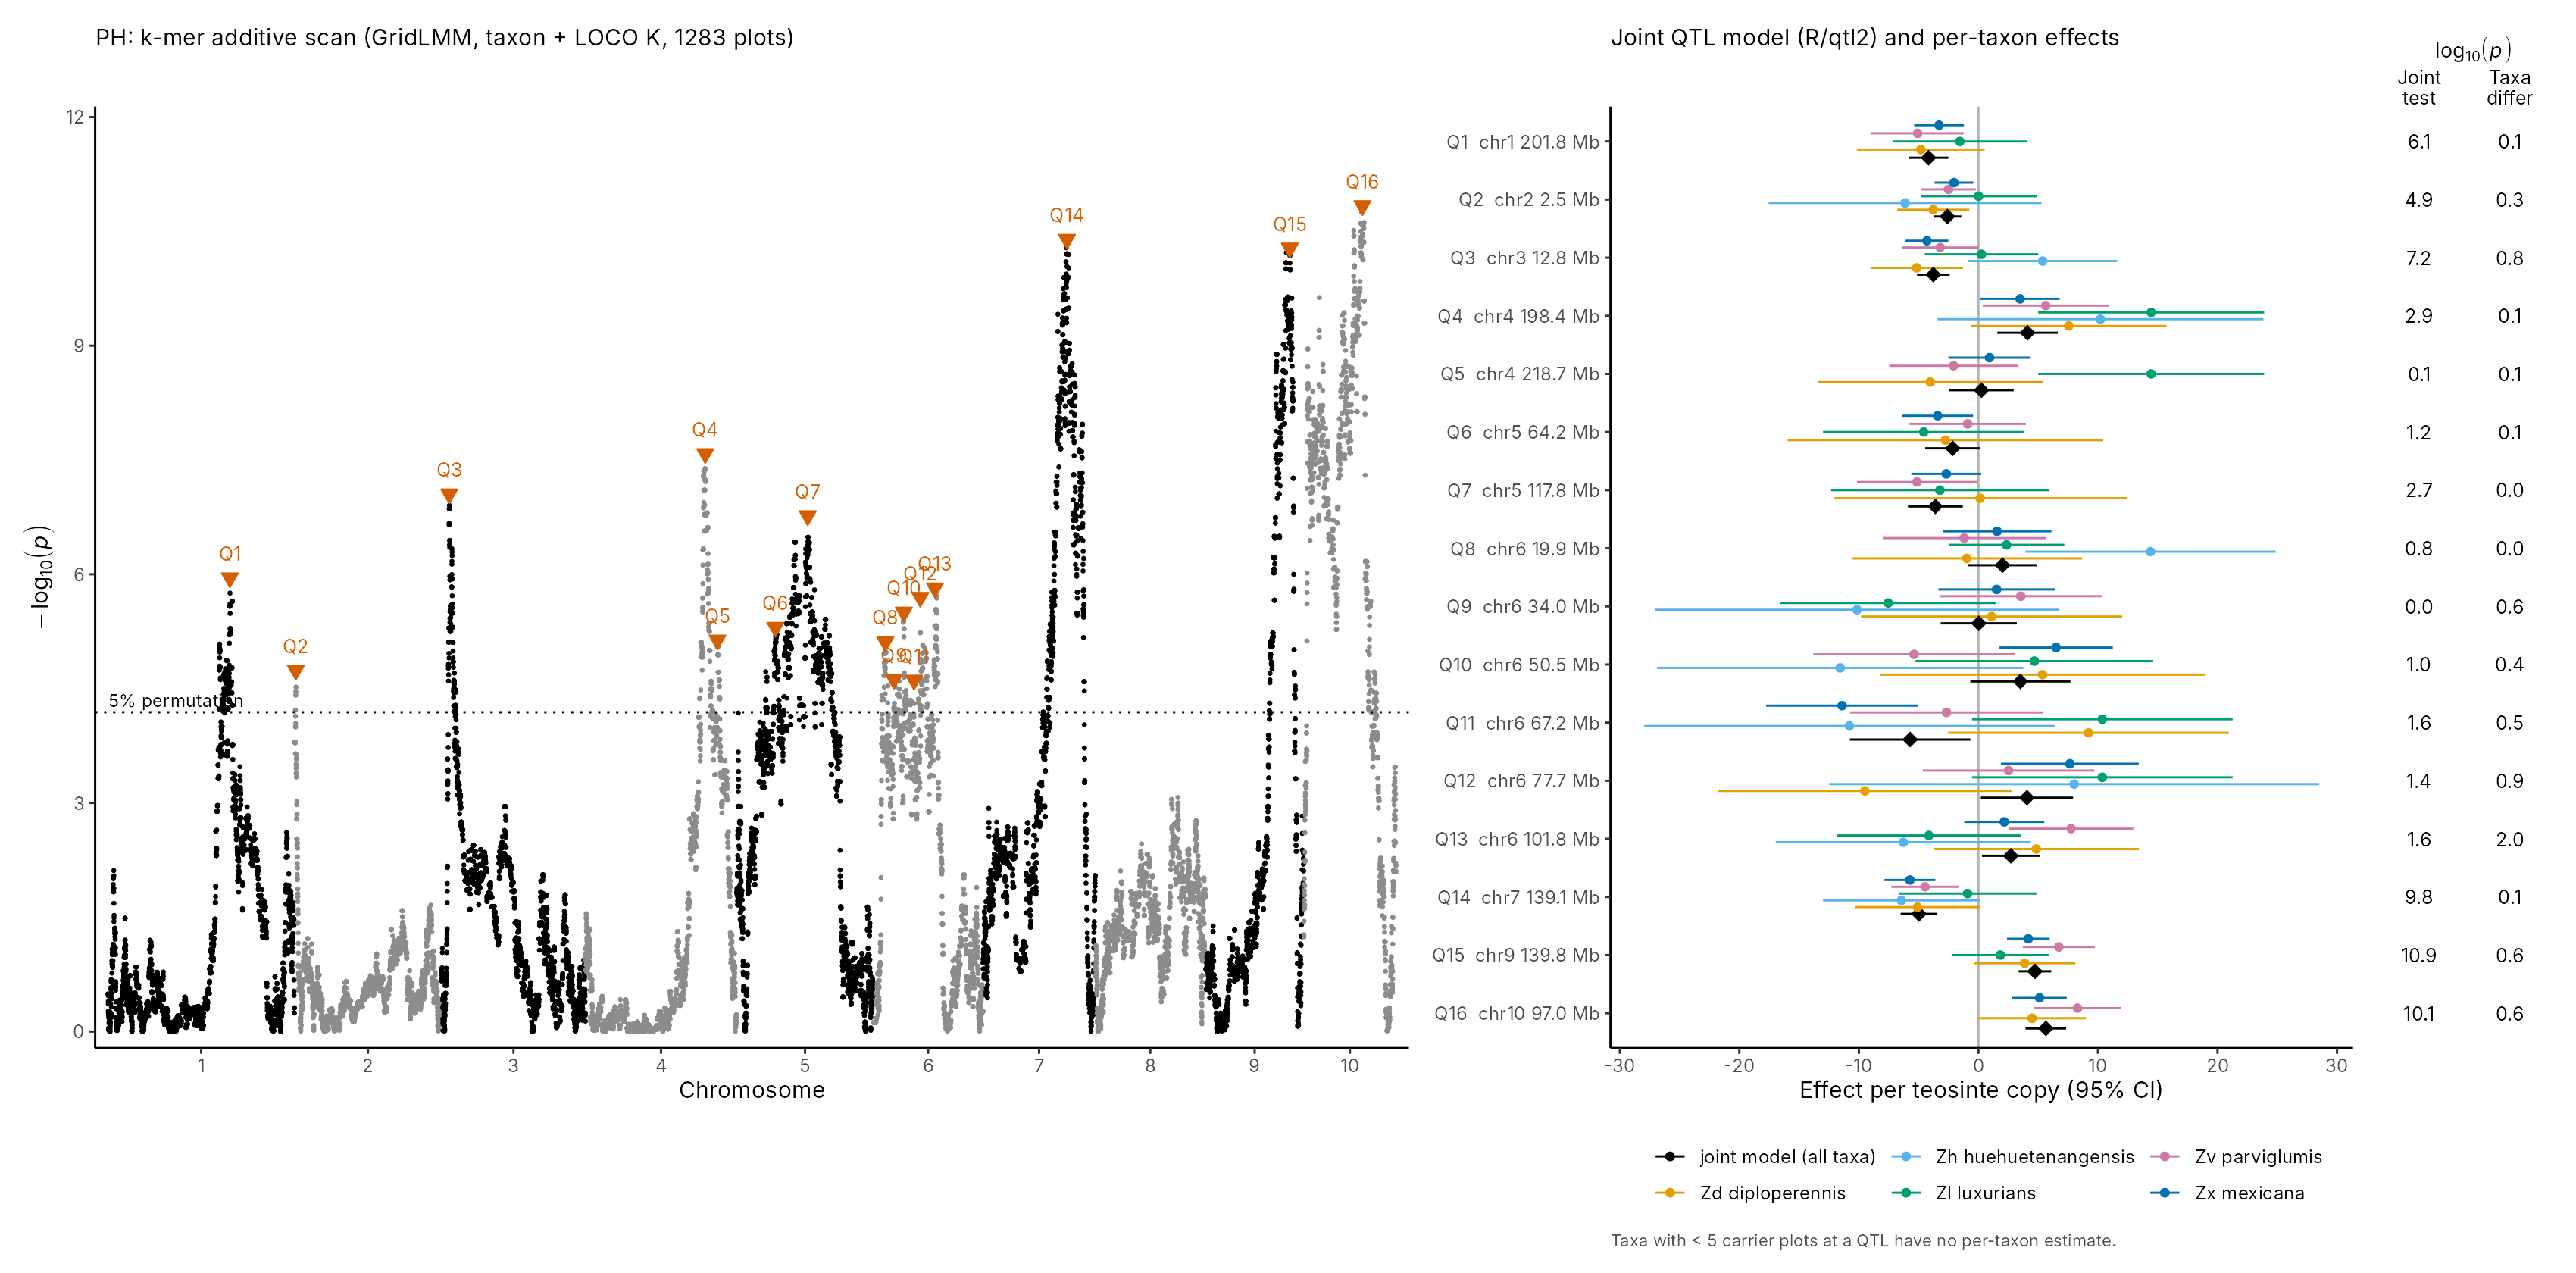 PH: k-mer additive scan (GridLMM, taxon + LOCO K, 1283 plots)
−log10(p)
12
9
6
3
0
5% permutation
Q1
Q2
Q3
Q4
Q5
Q6
Q7
Q8
Q9
Q10
Q11
Q12
Q13
Q14
Q15
Q16
1 2 3 4 5 6 7 8 9 10
Chromosome
Joint QTL model (R/qtl2) and per-taxon effects
−log10(p)
Joint test
Taxa differ
Q1 chr1 201.8 Mb 6.1 0.1
Q2 chr2 2.5 Mb 4.9 0.3
Q3 chr3 12.8 Mb 7.2 0.8
Q4 chr4 198.4 Mb 2.9 0.1
Q5 chr4 218.7 Mb 0.1 0.1
Q6 chr5 64.2 Mb 1.2 0.1
Q7 chr5 117.8 Mb 2.7 0.0
Q8 chr6 19.9 Mb 0.8 0.0
Q9 chr6 34.0 Mb 0.0 0.6
Q10 chr6 50.5 Mb 1.0 0.4
Q11 chr6 67.2 Mb 1.6 0.5
Q12 chr6 77.7 Mb 1.4 0.9
Q13 chr6 101.8 Mb 1.6 2.0
Q14 chr7 139.1 Mb 9.8 0.1
Q15 chr9 139.8 Mb 10.9 0.6
Q16 chr10 97.0 Mb 10.1 0.6
-30 -20 -10 0 10 20 30
Effect per teosinte copy (95% CI)
joint model (all taxa) Zh huehuetenangensis Zv parviglumis
Zd diploperennis Zl luxurians Zx mexicana
Taxa with < 5 carrier plots at a QTL have no per-taxon estimate.